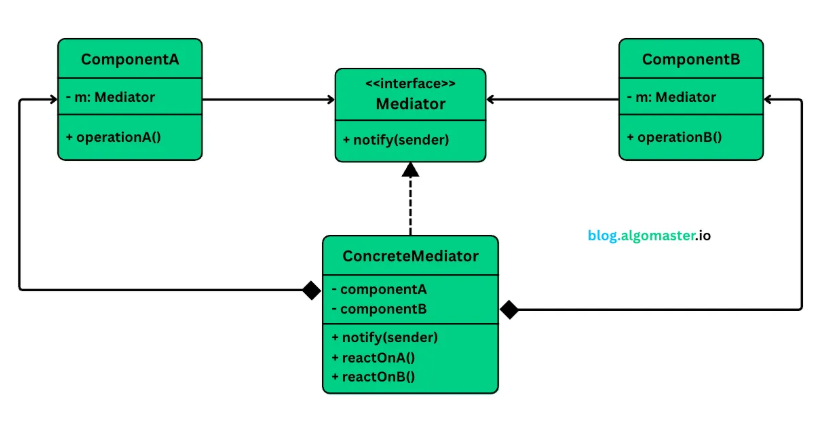 ComponentA
- m: Mediator
+ operationA()
<<interface>>
Mediator
+ notify(sender)
ComponentB
- m: Mediator
+ operationB()
blog.algomaster.io
ConcreteMediator
- componentA
- componentB
+ notify(sender)
+ reactOnA()
+ reactOnB()